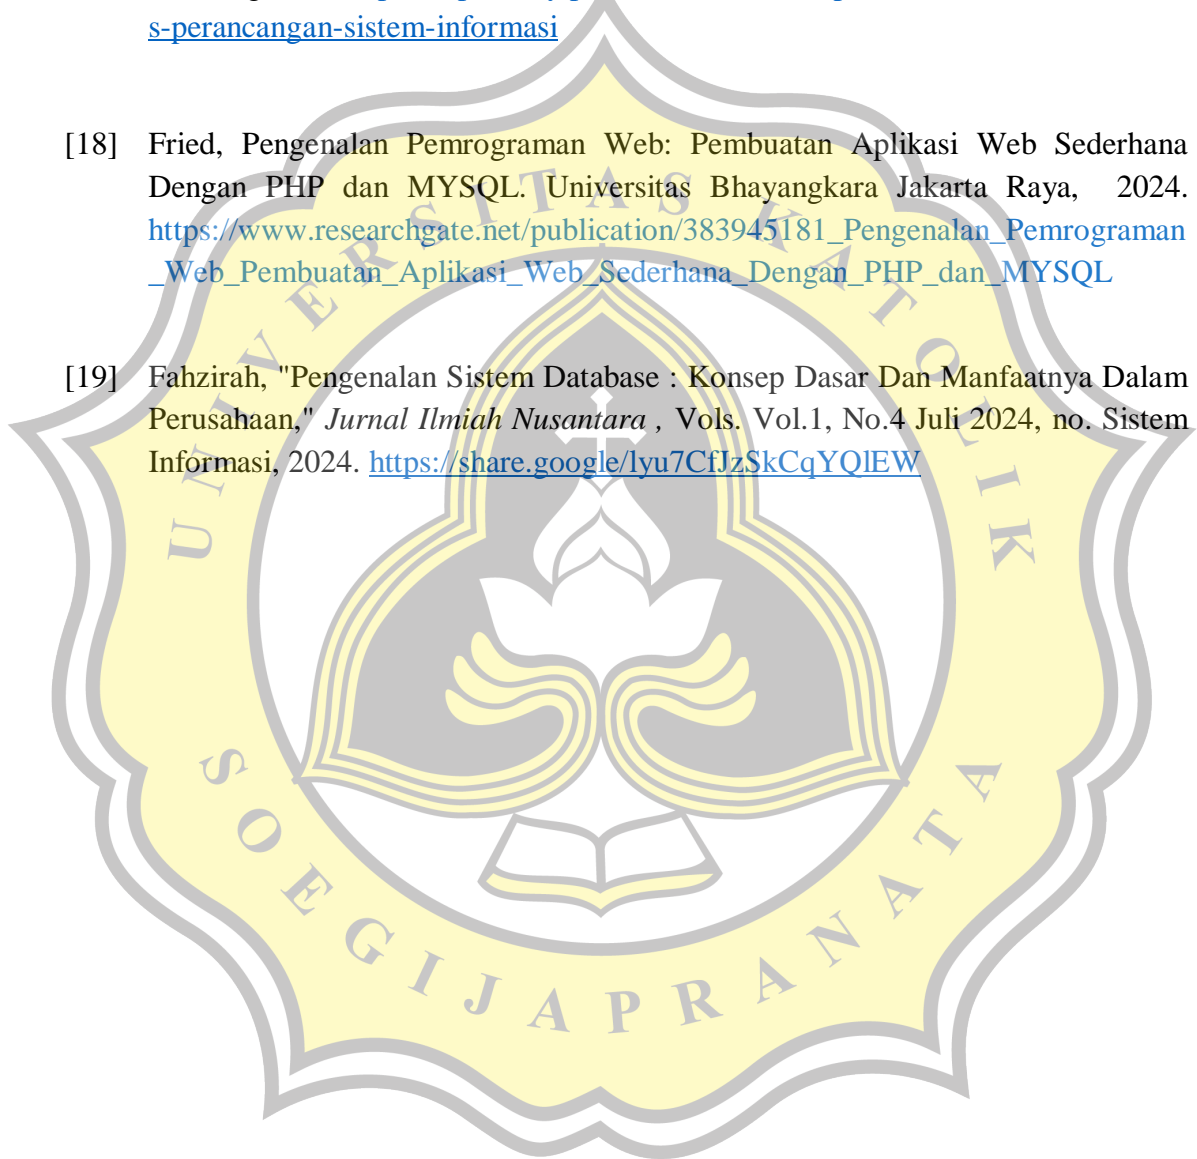 s-perancangan-sistem-informasi
[18] Fried, Pengenalan Pemrograman Web: Pembuatan Aplikasi Web Sederhana
Dengan PHP dan MYSQL. Universitas Bhayangkara Jakarta Raya, 2024.
https://www.researchgate.net/publication/383945181_Pengenalan_Pemrograman
_Web_Pembuatan_Aplikasi_Web_Sederhana_Dengan_PHP_dan_MYSQL
[19] Fahzirah, "Pengenalan Sistem Database : Konsep Dasar Dan Manfaatnya Dalam
Perusahaan," Jurnal Ilmiah Nusantara , Vols. Vol.1, No.4 Juli 2024, no. Sistem
Informasi, 2024. https://share.google/lyu7CfJzSkCqYQlEW
UNIVERSITAS KATOLIK
SOEGIJAPRANATA